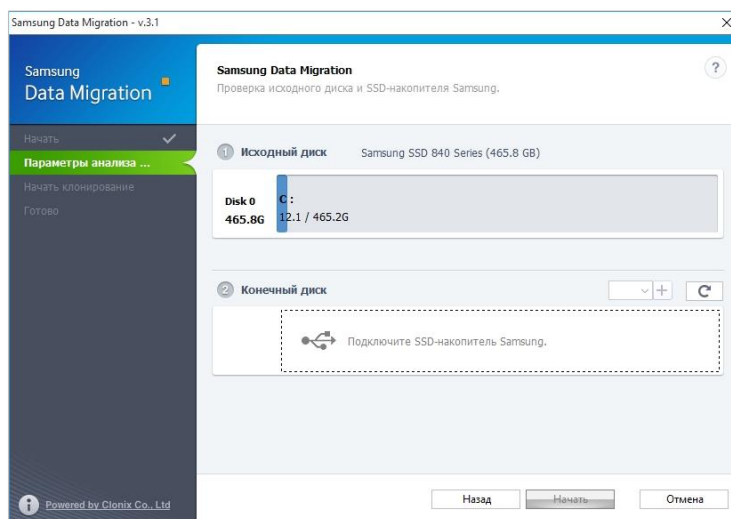 Samsung Data Migration - v.3.1
Samsung
Data Migration
Samsung Data Migration
Проверка исходного диска и SSD-накопителя Samsung.
?
Начать
Параметры анализа ...
Начать клонирование
Готово
1 Исходный диск Samsung SSD 840 Series (465.8 GB)
Disk 0
465.8G
C :
12.1 / 465.2G
2 Конечный диск
Подключите SSD-накопитель Samsung.
Powered by Clonix Co., Ltd
Назад Начать Отмена